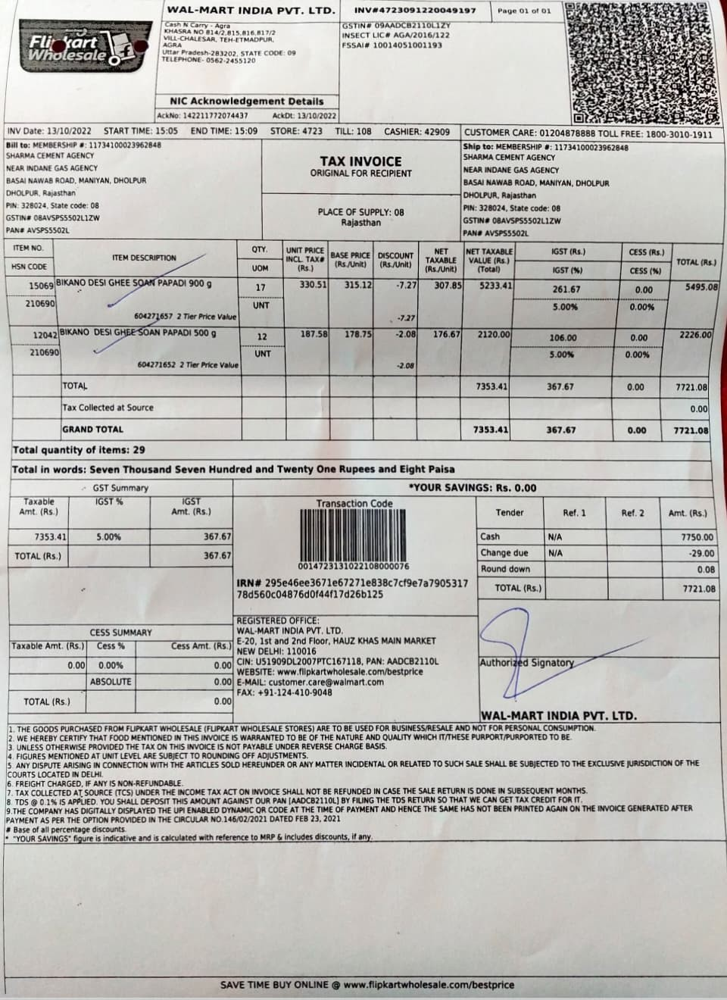 Flipkart
Wholesale
WAL-MART INDIA PVT. LTD.
Cash N Carry - Agra
KHASRA NO 814/2,815,816,817/2
VILL-CHALESAR, TEH-ETMADPUR,
AGRA
Uttar Pradesh-283202, STATE CODE: 09
TELEPHONE- 0562-2455120
NIC Acknowledgement Details
AckNo: 142211772074437 AckDt: 13/10/2022
INV#4723091220049197
Page 01 of 01
GSTIN# 09AADCB2110L1ZY
INSECT LIC# AGA/2016/122
FSSAI# 10014051001193
INV Date: 13/10/2022 START TIME: 15:05 END TIME: 15:09 STORE: 4723 TILL: 108 CASHIER: 42909
CUSTOMER CARE: 01204878888 TOLL FREE: 1800-3010-1911
Bill to: MEMBERSHIP #: 11734100023962848
SHARMA CEMENT AGENCY
NEAR INDANE GAS AGENCY
BASAI NAWAB ROAD, MANIYAN, DHOLPUR
DHOLPUR, Rajasthan
PIN: 328024, State code: 08
GSTIN# 08AVSPS5502L1ZW
PAN# AVSPS5502L
TAX INVOICE
ORIGINAL FOR RECIPIENT
PLACE OF SUPPLY: 08
Rajasthan
Ship to: MEMBERSHIP #: 11734100023962848
SHARMA CEMENT AGENCY
NEAR INDANE GAS AGENCY
BASAI NAWAB ROAD, MANIYAN, DHOLPUR
DHOLPUR, Rajasthan
PIN: 328024, State code: 08
GSTIN# 08AVSPS5502L1ZW
PAN# AVSPS5502L
ITEM NO. HSN CODE ITEM DESCRIPTION QTY. UOM UNIT PRICE INCL. TAX# (Rs.) BASE PRICE (Rs./Unit) DISCOUNT (Rs./Unit) NET TAXABLE (Rs./Unit) NET TAXABLE VALUE (Rs.) (Total) IGST (Rs.) IGST (%) CESS (Rs.) CESS (%) TOTAL (Rs.)
15069 BIKANO DESI GHEE SOAN PAPADI 900 g 17 330.51 315.12 -7.27 307.85 5233.41 261.67 0.00 5495.08
210690 UNT 5.00% 0.00%
604271657 2 Tier Price Value -7.27
12042 BIKANO DESI GHEE SOAN PAPADI 500 g 12 187.58 178.75 -2.08 176.67 2120.00 106.00 0.00 2226.00
210690 UNT 5.00% 0.00%
604271652 2 Tier Price Value -2.08
TOTAL 7353.41 367.67 0.00 7721.08
Tax Collected at Source 0.00
GRAND TOTAL 7353.41 367.67 0.00 7721.08
Total quantity of items: 29
Total in words: Seven Thousand Seven Hundred and Twenty One Rupees and Eight Paisa
GST Summary
Taxable Amt. (Rs.) IGST % IGST Amt. (Rs.)
7353.41 5.00% 367.67
TOTAL (Rs.) 367.67
CESS SUMMARY
Taxable Amt. (Rs.) Cess % Cess Amt. (Rs.)
0.00 0.00% 0.00
ABSOLUTE 0.00
TOTAL (Rs.) 0.00
*YOUR SAVINGS: Rs. 0.00
Transaction Code
0014723131022108000076
IRN# 295e46ee3671e67271e838c7cf9e7a7905317
78d560c04876d0f44f17d26b125
REGISTERED OFFICE:
WAL-MART INDIA PVT. LTD.
E-20, 1st and 2nd Floor, HAUZ KHAS MAIN MARKET
NEW DELHI: 110016
CIN: U51909DL2007PTC167118, PAN: AADCB2110L
WEBSITE: www.flipkartwholesale.com/bestprice
E-MAIL: customer.care@walmart.com
FAX: +91-124-410-9048
Tender Ref. 1 Ref. 2 Amt. (Rs.)
Cash N/A 7750.00
Change due N/A -29.00
Round down 0.08
TOTAL (Rs.) 7721.08
Authorized Signatory
WAL-MART INDIA PVT. LTD.
1. THE GOODS PURCHASED FROM FLIPKART WHOLESALE (FLIPKART WHOLESALE STORES) ARE TO BE USED FOR BUSINESS/RESALE AND NOT FOR PERSONAL CONSUMPTION.
2. WE HEREBY CERTIFY THAT FOOD MENTIONED IN THIS INVOICE IS WARRANTED TO BE OF THE NATURE AND QUALITY WHICH IT/THESE PURPORT/PURPORTED TO BE.
3. UNLESS OTHERWISE PROVIDED THE TAX ON THIS INVOICE IS NOT PAYABLE UNDER REVERSE CHARGE BASIS.
4. FIGURES MENTIONED AT UNIT LEVEL ARE SUBJECT TO ROUNDING OFF ADJUSTMENTS.
5. ANY DISPUTE ARISING IN CONNECTION WITH THE ARTICLES SOLD HEREUNDER OR ANY MATTER INCIDENTAL OR RELATED TO SUCH SALE SHALL BE SUBJECTED TO THE EXCLUSIVE JURISDICTION OF THE
COURTS LOCATED IN DELHI.
6. FREIGHT CHARGED, IF ANY IS NON-REFUNDABLE.
7. TAX COLLECTED AT SOURCE (TCS) UNDER THE INCOME TAX ACT ON INVOICE SHALL NOT BE REFUNDED IN CASE THE SALE RETURN IS DONE IN SUBSEQUENT MONTHS.
8. TDS @ 0.1% IS APPLIED. YOU SHALL DEPOSIT THIS AMOUNT AGAINST OUR PAN [AADCB2110L] BY FILING THE TDS RETURN SO THAT WE CAN GET TAX CREDIT FOR IT.
9.THE COMPANY HAS DIGITALLY DISPLAYED THE UPI ENABLED DYNAMIC QR CODE AT THE TIME OF PAYMENT AND HENCE THE SAME HAS NOT BEEN PRINTED AGAIN ON THE INVOICE GENERATED AFTER
PAYMENT AS PER THE OPTION PROVIDED IN THE CIRCULAR NO.146/02/2021 DATED FEB 23, 2021
# Base of all percentage discounts.
* "YOUR SAVINGS" figure is indicative and is calculated with reference to MRP & includes discounts, if any.
SAVE TIME BUY ONLINE @ www.flipkartwholesale.com/bestprice